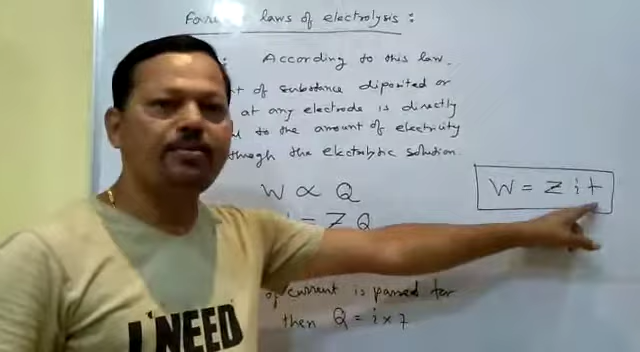 laws of electrolysis :
: According to this law.
of substance diposited or
at any electrode is directly
to the amount of electricity
through the electrolytic solution.
W ∝ Q
W = Z i t
= Z Q
of current is passed for
then Q = i × t
I NEED